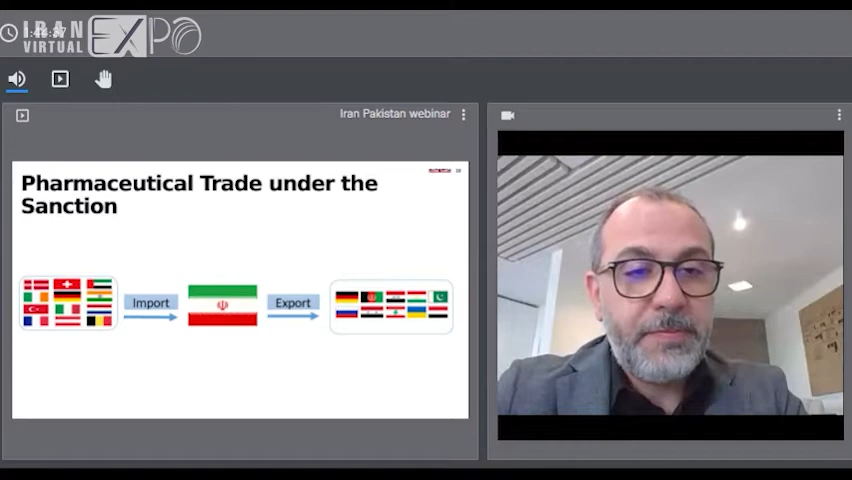 IRAN
VIRTUAL
EXPO
Iran Pakistan webinar
Pharmaceutical Trade under the
Sanction
Import
Export